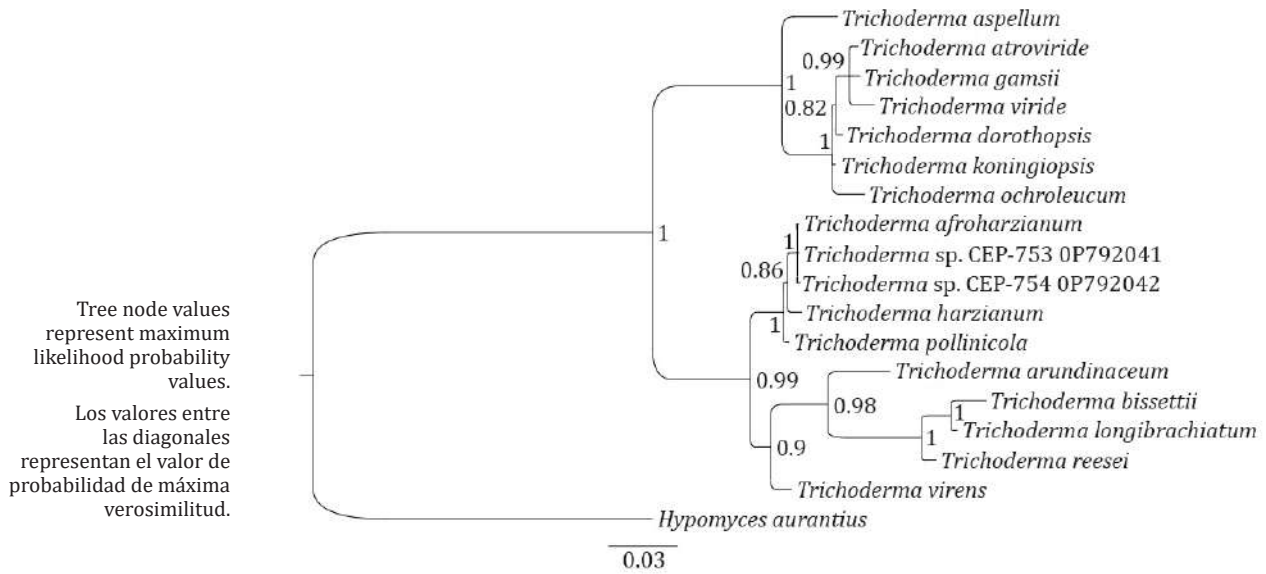 Trichoderma aspellum
Trichoderma atroviride
0.99
Trichoderma gamsii
1
0.82
Trichoderma viride
Trichoderma dorothopsis
1
Trichoderma koningiopsis
Trichoderma ochroleucum
Trichoderma afroharzianum
1
1
Trichoderma sp. CEP-753 0P792041
0.86
Trichoderma sp. CEP-754 0P792042
Trichoderma harzianum
1
Trichoderma pollinicola
Trichoderma arundinaceum
0.99
0.98
Trichoderma bissettii
1
Trichoderma longibrachiatum
1
0.9
Trichoderma reesei
Trichoderma virens
Hypomyces aurantius
0.03
Tree node values
represent maximum
likelihood probability
values.
Los valores entre
las diagonales
representan el valor de
probabilidad de máxima
verosimilitud.